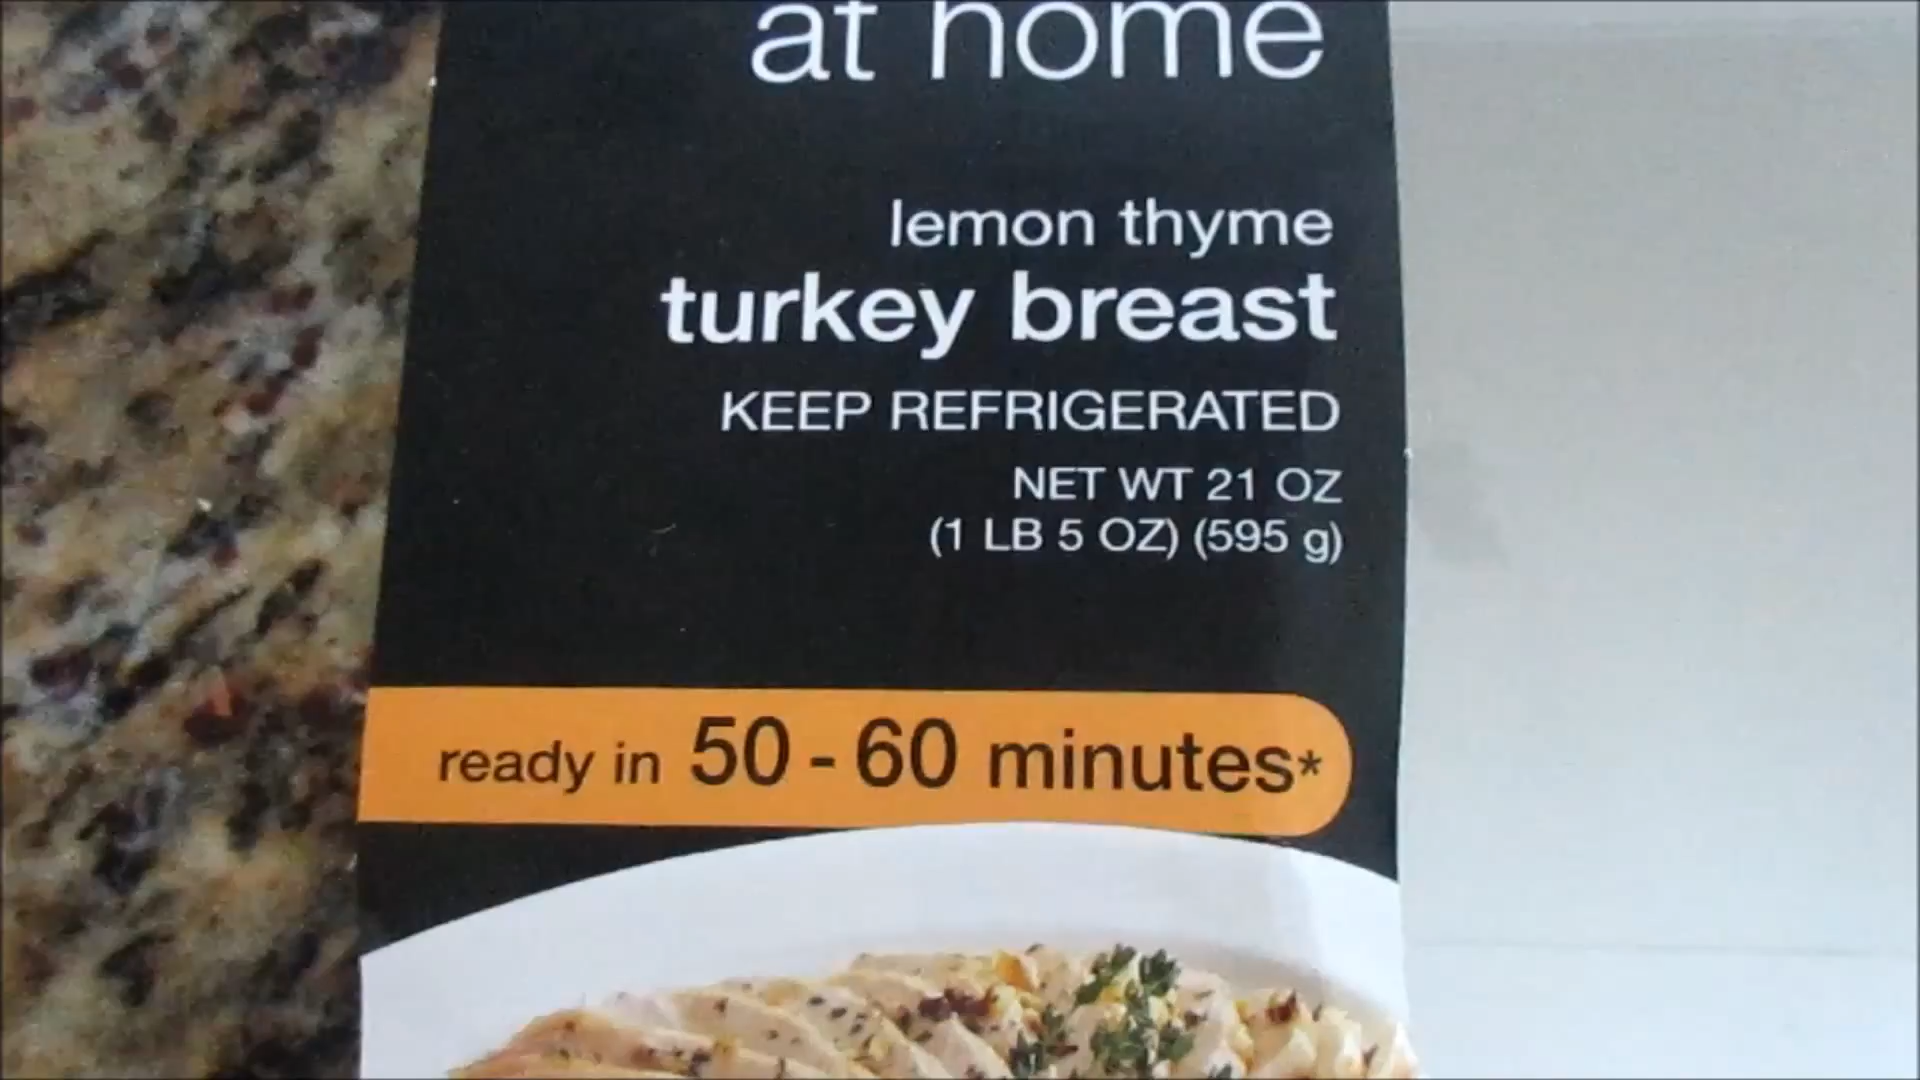 at home
lemon thyme
turkey breast
KEEP REFRIGERATED
NET WT 21 OZ
(1 LB 5 OZ) (595 g)
ready in 50 - 60 minutes*